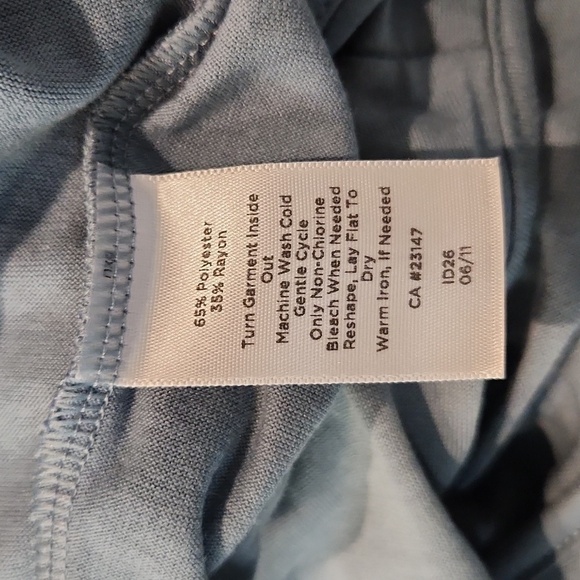 65% Polyester
35% Rayon
Turn Garment Inside
Out
Machine Wash Cold
Gentle Cycle
Only Non-Chlorine
Bleach When Needed
Reshape, Lay Flat To
Dry
Warm Iron, If Needed
CA #23147
ID26
06/11